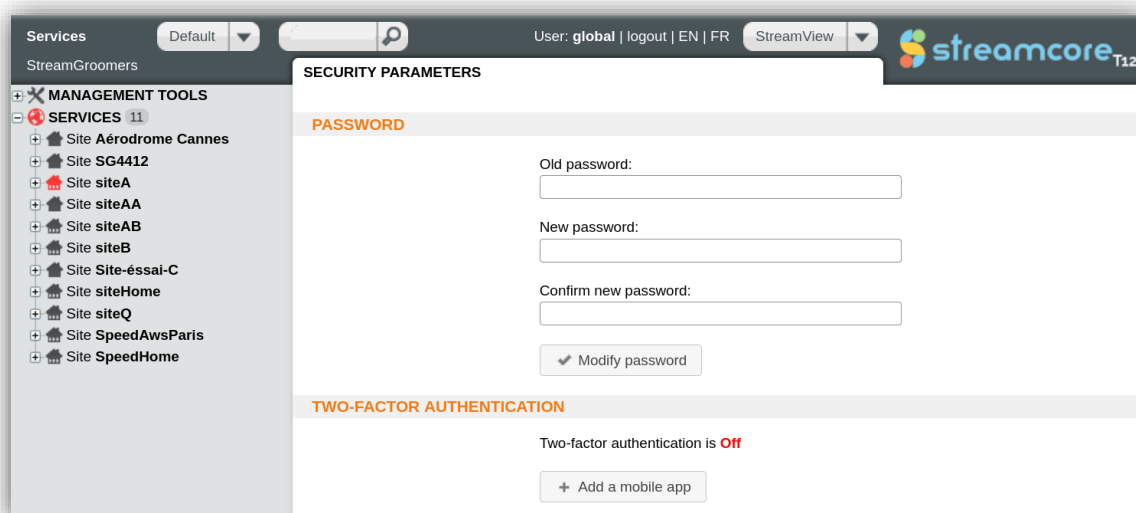 Services
Default
User: global | logout | EN | FR
StreamView
streamcore T12
StreamGroomers
SECURITY PARAMETERS
MANAGEMENT TOOLS
SERVICES 11
Site Aérodrome Cannes
Site SG4412
Site siteA
Site siteAA
Site siteAB
Site siteB
Site Site-éssai-C
Site siteHome
Site siteQ
Site SpeedAwsParis
Site SpeedHome
PASSWORD
Old password:
New password:
Confirm new password:
Modify password
TWO-FACTOR AUTHENTICATION
Two-factor authentication is Off
Add a mobile app